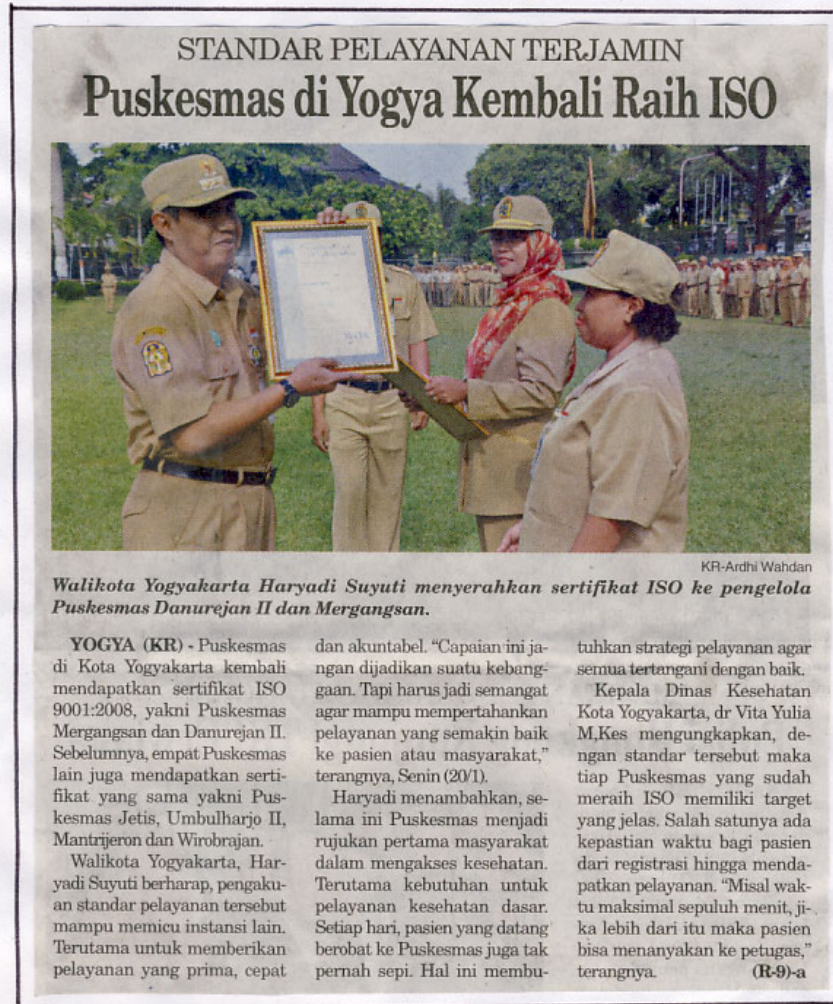 STANDAR PELAYANAN TERJAMIN
Puskesmas di Yogya Kembali Raih ISO
KR-Ardhi Wahdan
Walikota Yogyakarta Haryadi Suyuti menyerahkan sertifikat ISO ke pengelola
Puskesmas Danurejan II dan Mergangsan.
YOGYA (KR) - Puskesmas
di Kota Yogyakarta kembali
mendapatkan sertifikat ISO
9001:2008, yakni Puskesmas
Mergangsan dan Danurejan II.
Sebelumnya, empat Puskesmas
lain juga mendapatkan serti-
fikat yang sama yakni Pus-
kesmas Jetis, Umbulharjo II,
Mantrijeron dan Wirobrajan.
Walikota Yogyakarta, Har-
yadi Suyuti berharap, pengaku-
an standar pelayanan tersebut
mampu memicu instansi lain.
Terutama untuk memberikan
pelayanan yang prima, cepat
dan akuntabel. “Capaian ini ja-
ngan dijadikan suatu kebang-
gaan. Tapi harus jadi semangat
agar mampu mempertahankan
pelayanan yang semakin baik
ke pasien atau masyarakat,”
terangnya, Senin (20/1).
Haryadi menambahkan, se-
lama ini Puskesmas menjadi
rujukan pertama masyarakat
dalam mengakses kesehatan.
Terutama kebutuhan untuk
pelayanan kesehatan dasar.
Setiap hari, pasien yang datang
berobat ke Puskesmas juga tak
pernah sepi. Hal ini membu-
tuhkan strategi pelayanan agar
semua tertangani dengan baik.
Kepala Dinas Kesehatan
Kota Yogyakarta, dr Vita Yulia
M,Kes mengungkapkan, de-
ngan standar tersebut maka
tiap Puskesmas yang sudah
meraih ISO memiliki target
yang jelas. Salah satunya ada
kepastian waktu bagi pasien
dari registrasi hingga menda-
patkan pelayanan. “Misal wak-
tu maksimal sepuluh menit, ji-
ka lebih dari itu maka pasien
bisa menanyakan ke petugas,”
terangnya. (R-9)-a